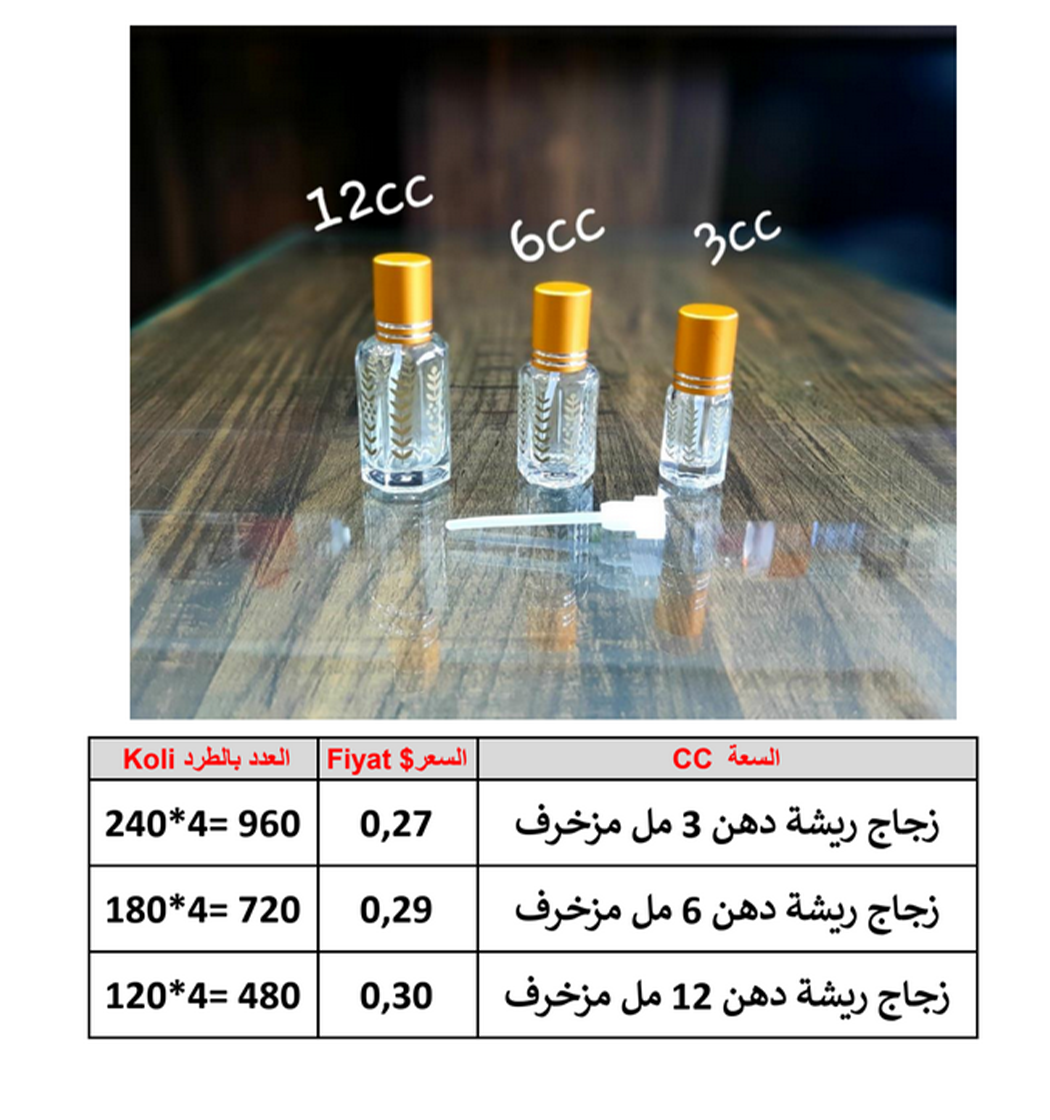 12cc
6cc
3cc
السعة CC
السعر$ Fiyat
العدد بالطرد Koli
زجاج ريشة دهن 3 مل مزخرف
0,27
240*4= 960
زجاج ريشة دهن 6 مل مزخرف
0,29
180*4= 720
زجاج ريشة دهن 12 مل مزخرف
0,30
120*4= 480